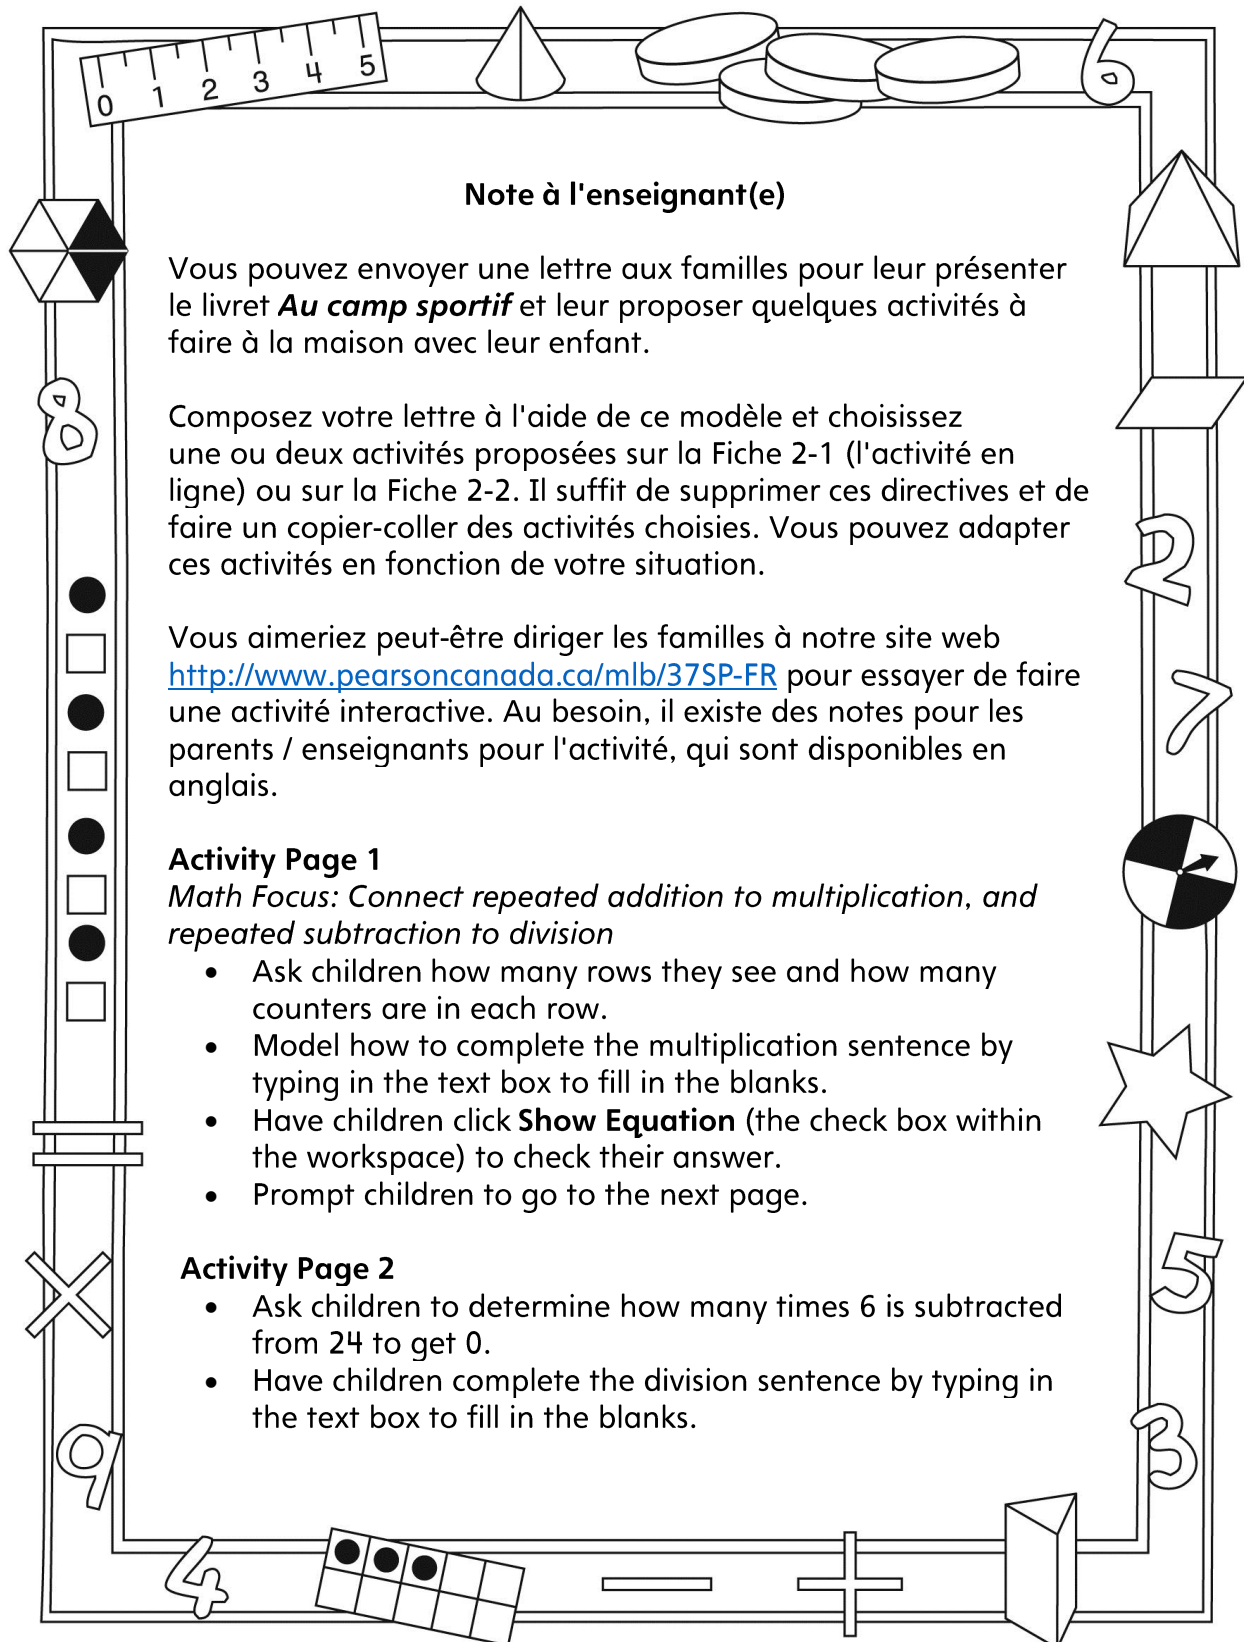 0 1 2 3 4 5
6
Note à l'enseignant(e)
Vous pouvez envoyer une lettre aux familles pour leur présenter
le livret Au camp sportif et leur proposer quelques activités à
faire à la maison avec leur enfant.
8
Composez votre lettre à l'aide de ce modèle et choisissez
une ou deux activités proposées sur la Fiche 2-1 (l'activité en
ligne) ou sur la Fiche 2-2. Il suffit de supprimer ces directives et de
faire un copier-coller des activités choisies. Vous pouvez adapter
ces activités en fonction de votre situation.
2
Vous aimeriez peut-être diriger les familles à notre site web
http://www.pearsoncanada.ca/mlb/37SP-FR pour essayer de faire
une activité interactive. Au besoin, il existe des notes pour les
parents / enseignants pour l'activité, qui sont disponibles en
anglais.
7
Activity Page 1
Math Focus: Connect repeated addition to multiplication, and
repeated subtraction to division
• Ask children how many rows they see and how many
counters are in each row.
• Model how to complete the multiplication sentence by
typing in the text box to fill in the blanks.
• Have children click Show Equation (the check box within
the workspace) to check their answer.
• Prompt children to go to the next page.
=
×
5
Activity Page 2
• Ask children to determine how many times 6 is subtracted
from 24 to get 0.
• Have children complete the division sentence by typing in
the text box to fill in the blanks.
9
3
4
− +